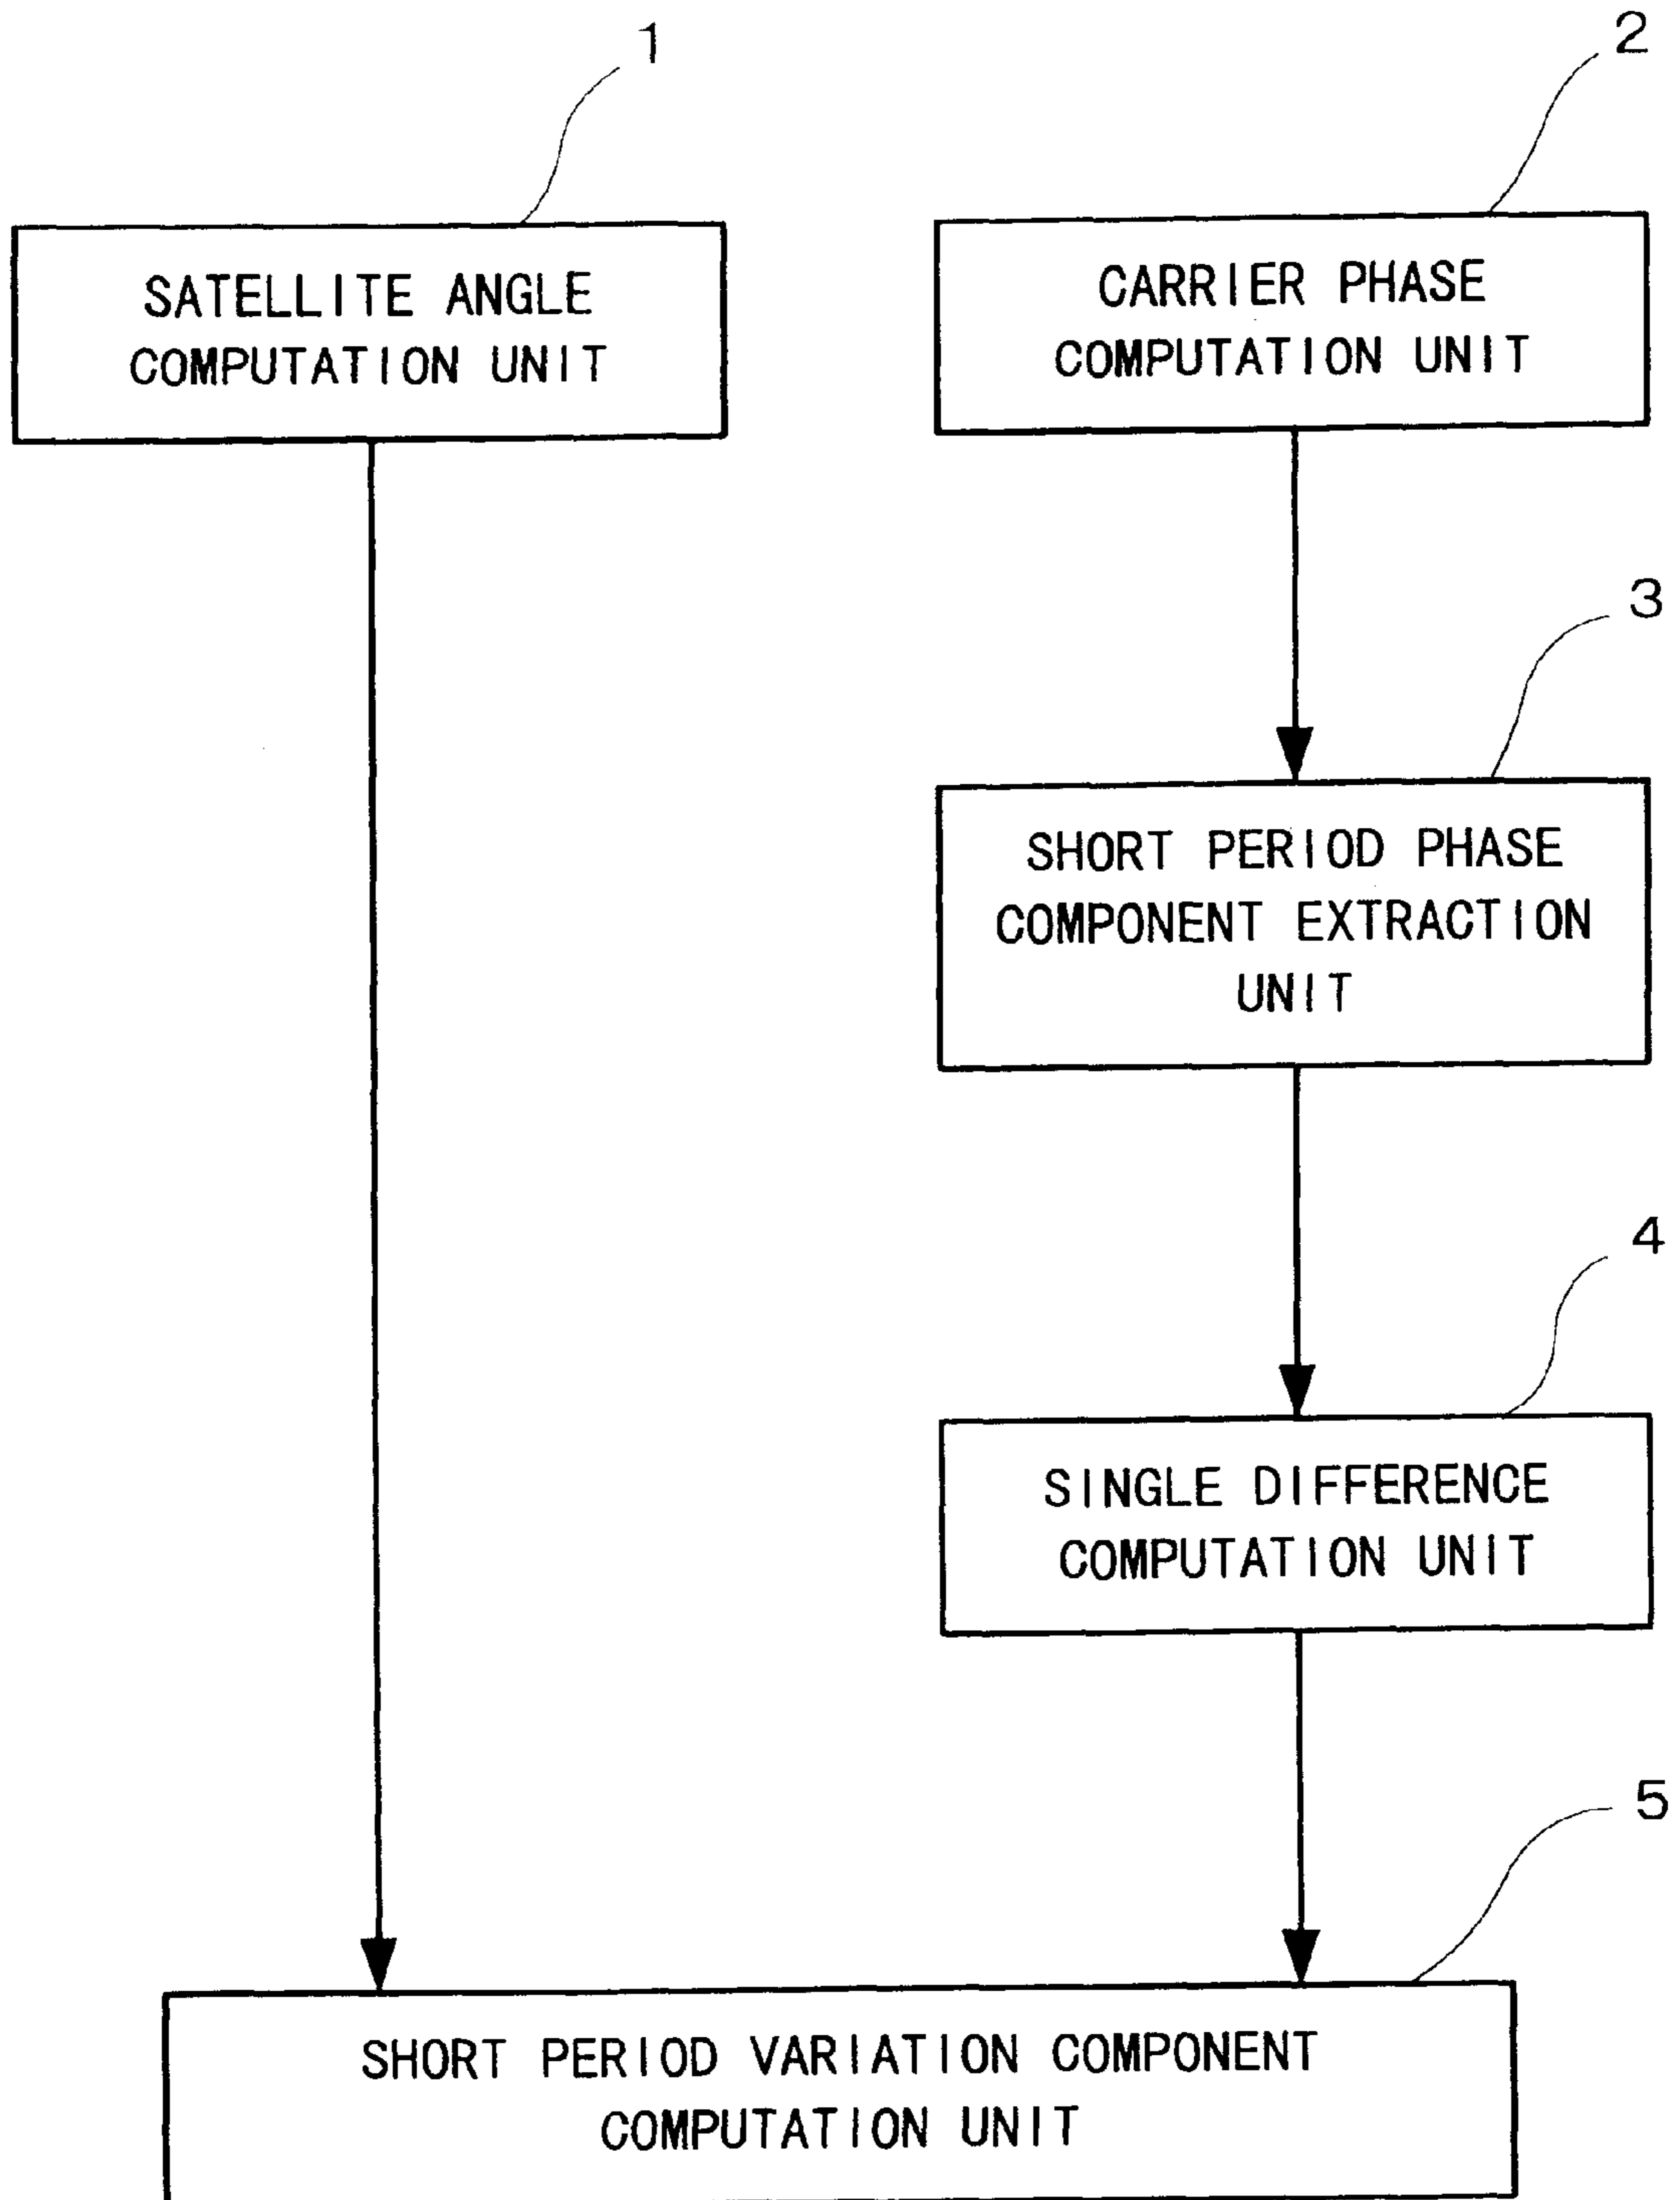 1
2
SATELLITE ANGLE
COMPUTATION UNIT
CARRIER PHASE
COMPUTATION UNIT
3
SHORT PERIOD PHASE
COMPONENT EXTRACTION
UNIT
4
SINGLE DIFFERENCE
COMPUTATION UNIT
5
SHORT PERIOD VARIATION COMPONENT
COMPUTATION UNIT